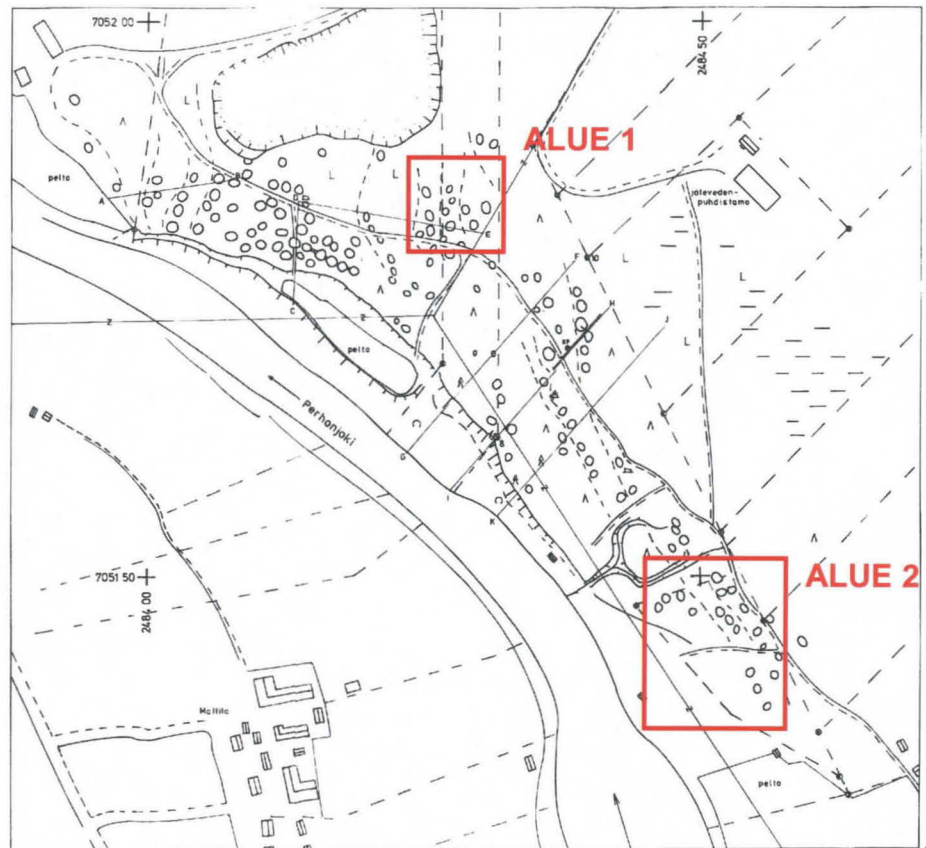 7052 00
2484 50
ALUE 1
L
L
L
L
pelto
B
A
E
jäteveden-
puhdistamo
F
L
H
C
Z
Z
pelto
KP
L
Perhonjoki
G
K
ALUE 2
7051 50
2484 00
Mattila
pelto